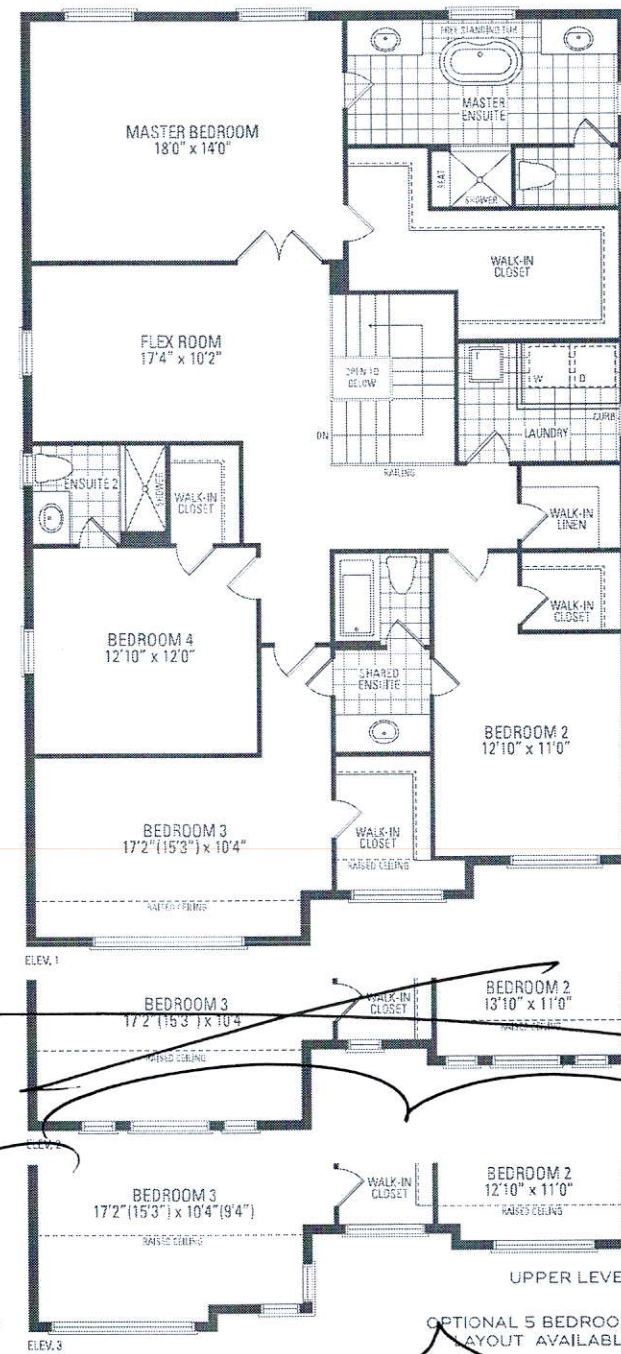 FREE STANDING TUB
MASTER
ENSUITE
MASTER BEDROOM
18'0" x 14'0"
SEAT
SHOWER
WALK-IN
CLOSET
FLEX ROOM
17'4" x 10'2"
OPEN TO
BELOW
T
W
D
CURB
LAUNDRY
DN
RAILING
ENSUITE 2
SHOWER
WALK-IN
CLOSET
WALK-IN
LINEN
WALK-IN
CLOSET
BEDROOM 4
12'10" x 12'0"
SHARED
ENSUITE
BEDROOM 2
12'10" x 11'0"
BEDROOM 3
17'2"(15'3") x 10'4"
WALK-IN
CLOSET
RAISED CEILING
RAISED CEILING
ELEV. 1
BEDROOM 3
17'2"(15'3") x 10'4
RAISED CEILING
WALK-IN
CLOSET
BEDROOM 2
13'10" x 11'0"
RAISED CEILING
ELEV. 2
BEDROOM 3
17'2"(15'3") x 10'4"(9'4")
RAISED CEILING
WALK-IN
CLOSET
BEDROOM 2
12'10" x 11'0"
RAISED CEILING
UPPER LEVE
OPTIONAL 5 BEDROO
LAYOUT AVAILABL
ELEV. 3